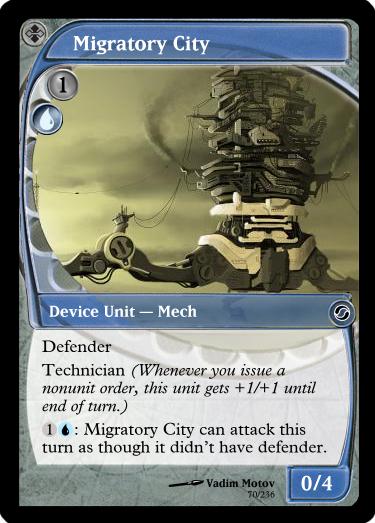 Migratory City
1
Device Unit — Mech
Defender
Technician (Whenever you issue a
nonunit order, this unit gets +1/+1 until
end of turn.)
1 : Migratory City can attack this
turn as though it didn't have defender.
Vadim Motov
70/236
0/4